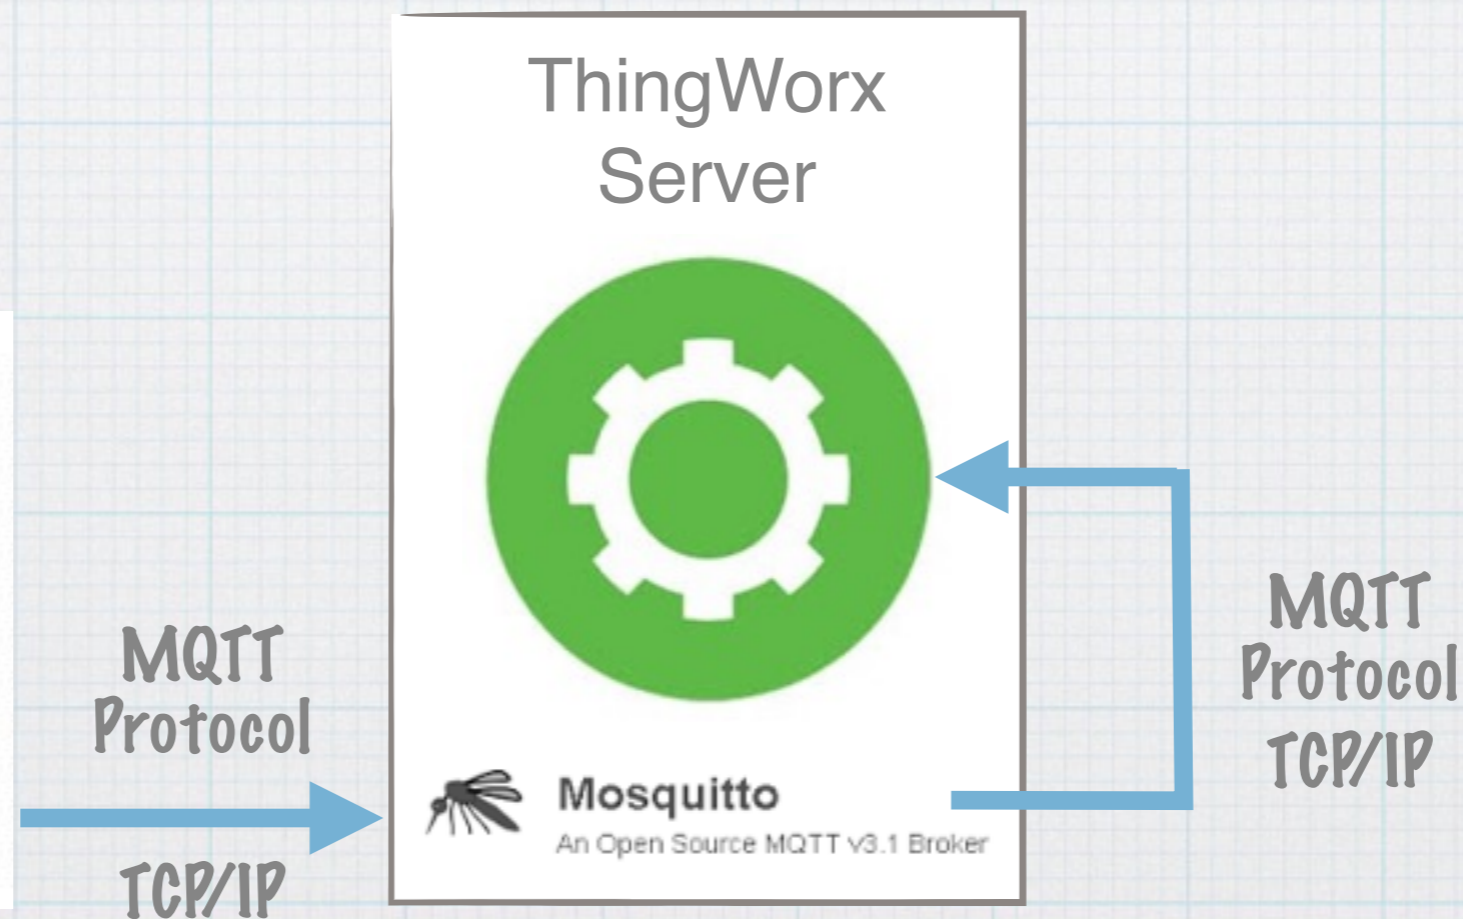 ThingWorx
Server
MQTT
Protocol
TCP/IP
Mosquitto
An Open Source MQTT v3.1 Broker
MQTT
Protocol
TCP/IP